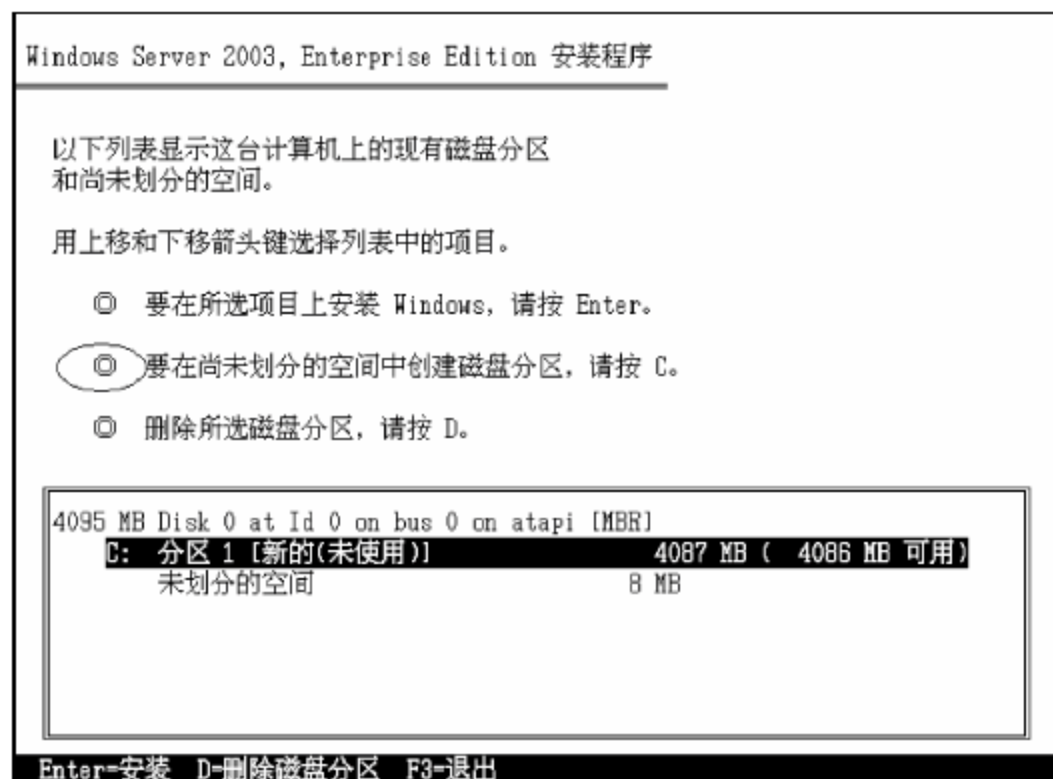 Windows Server 2003, Enterprise Edition 安装程序
以下列表显示这台计算机上的现有磁盘分区
和尚未划分的空间。
用上移和下移箭头键选择列表中的项目。
◎ 要在所选项目上安装 Windows，请按 Enter。
◎ 要在尚未划分的空间中创建磁盘分区，请按 C。
◎ 删除所选磁盘分区，请按 D。
4095 MB Disk 0 at Id 0 on bus 0 on atapi [MBR]
C: 分区 1 [新的(未使用)] 4087 MB ( 4086 MB 可用)
未划分的空间 8 MB
Enter=安装 D=删除磁盘分区 F3=退出